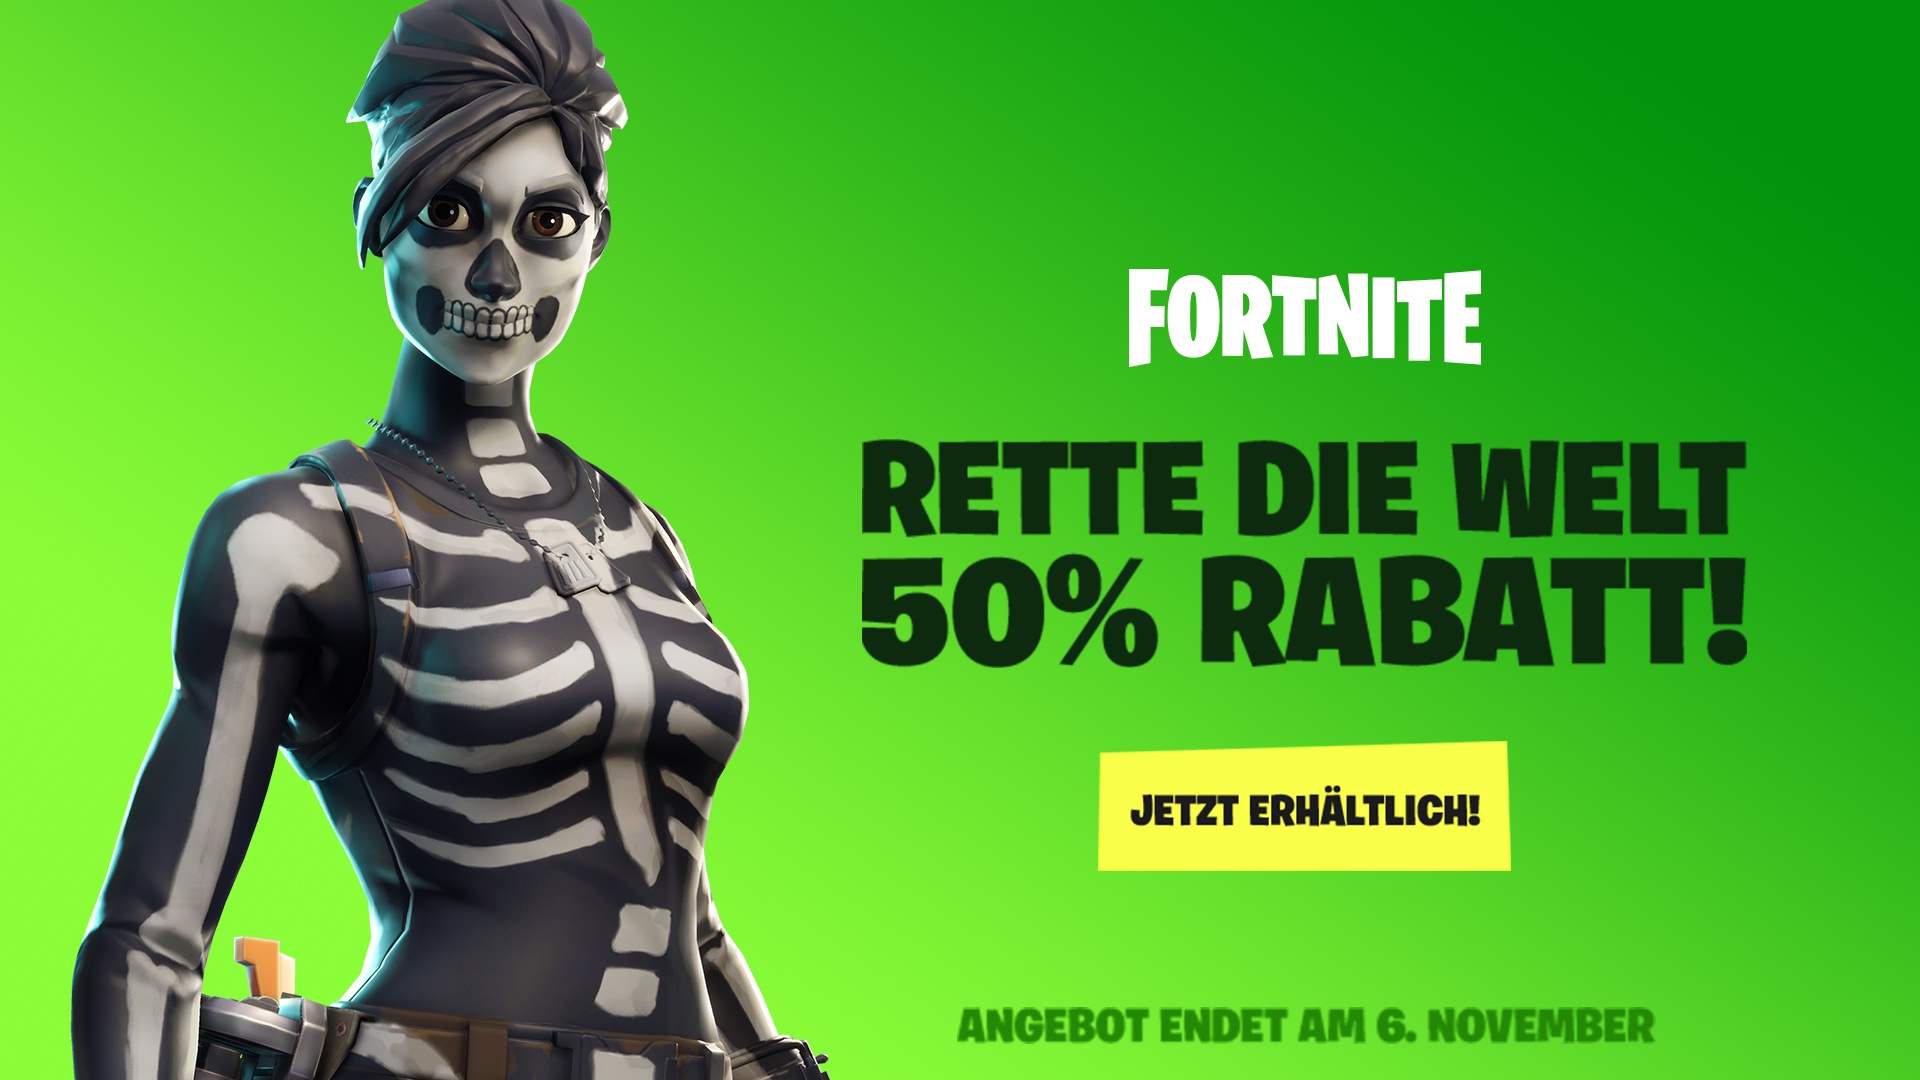 FORTNITE
RETTE DIE WELT
50% RABATT!
JETZT ERHÄLTLICH!
ANGEBOT ENDET AM 6. NOVEMBER